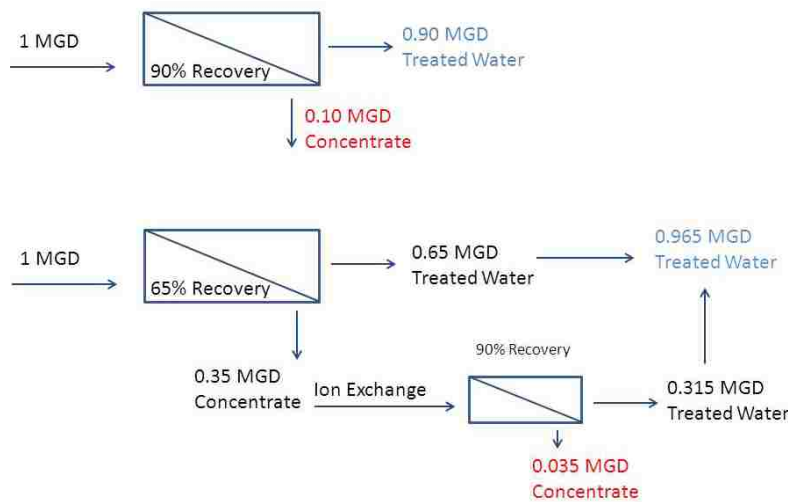 1 MGD
90% Recovery
0.90 MGD
Treated Water
0.10 MGD
Concentrate
1 MGD
65% Recovery
0.65 MGD
Treated Water
0.965 MGD
Treated Water
0.35 MGD
Concentrate
Ion Exchange
90% Recovery
0.315 MGD
Treated Water
0.035 MGD
Concentrate